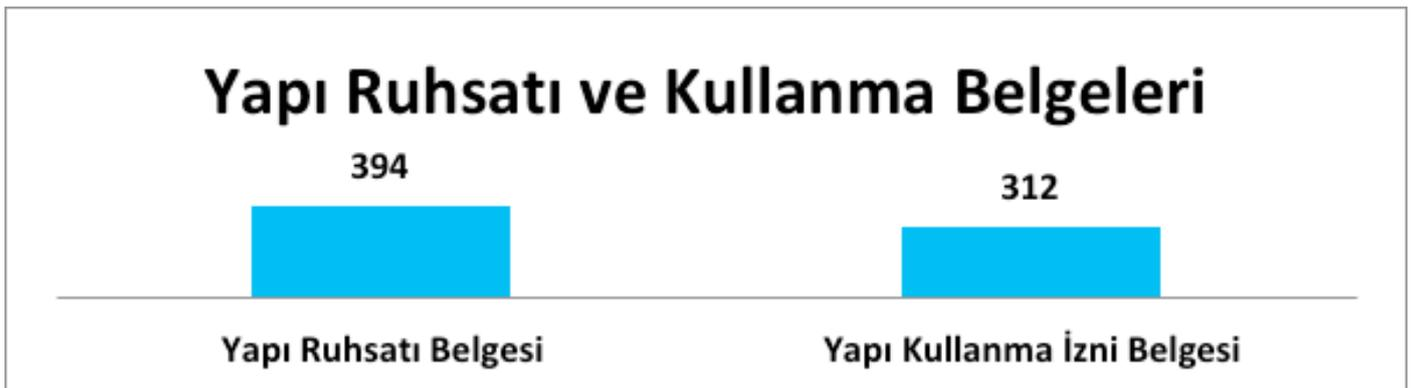 Yapı Ruhsatı ve Kullanma Belgeleri
394
312
Yapı Ruhsatı Belgesi
Yapı Kullanma İzni Belgesi